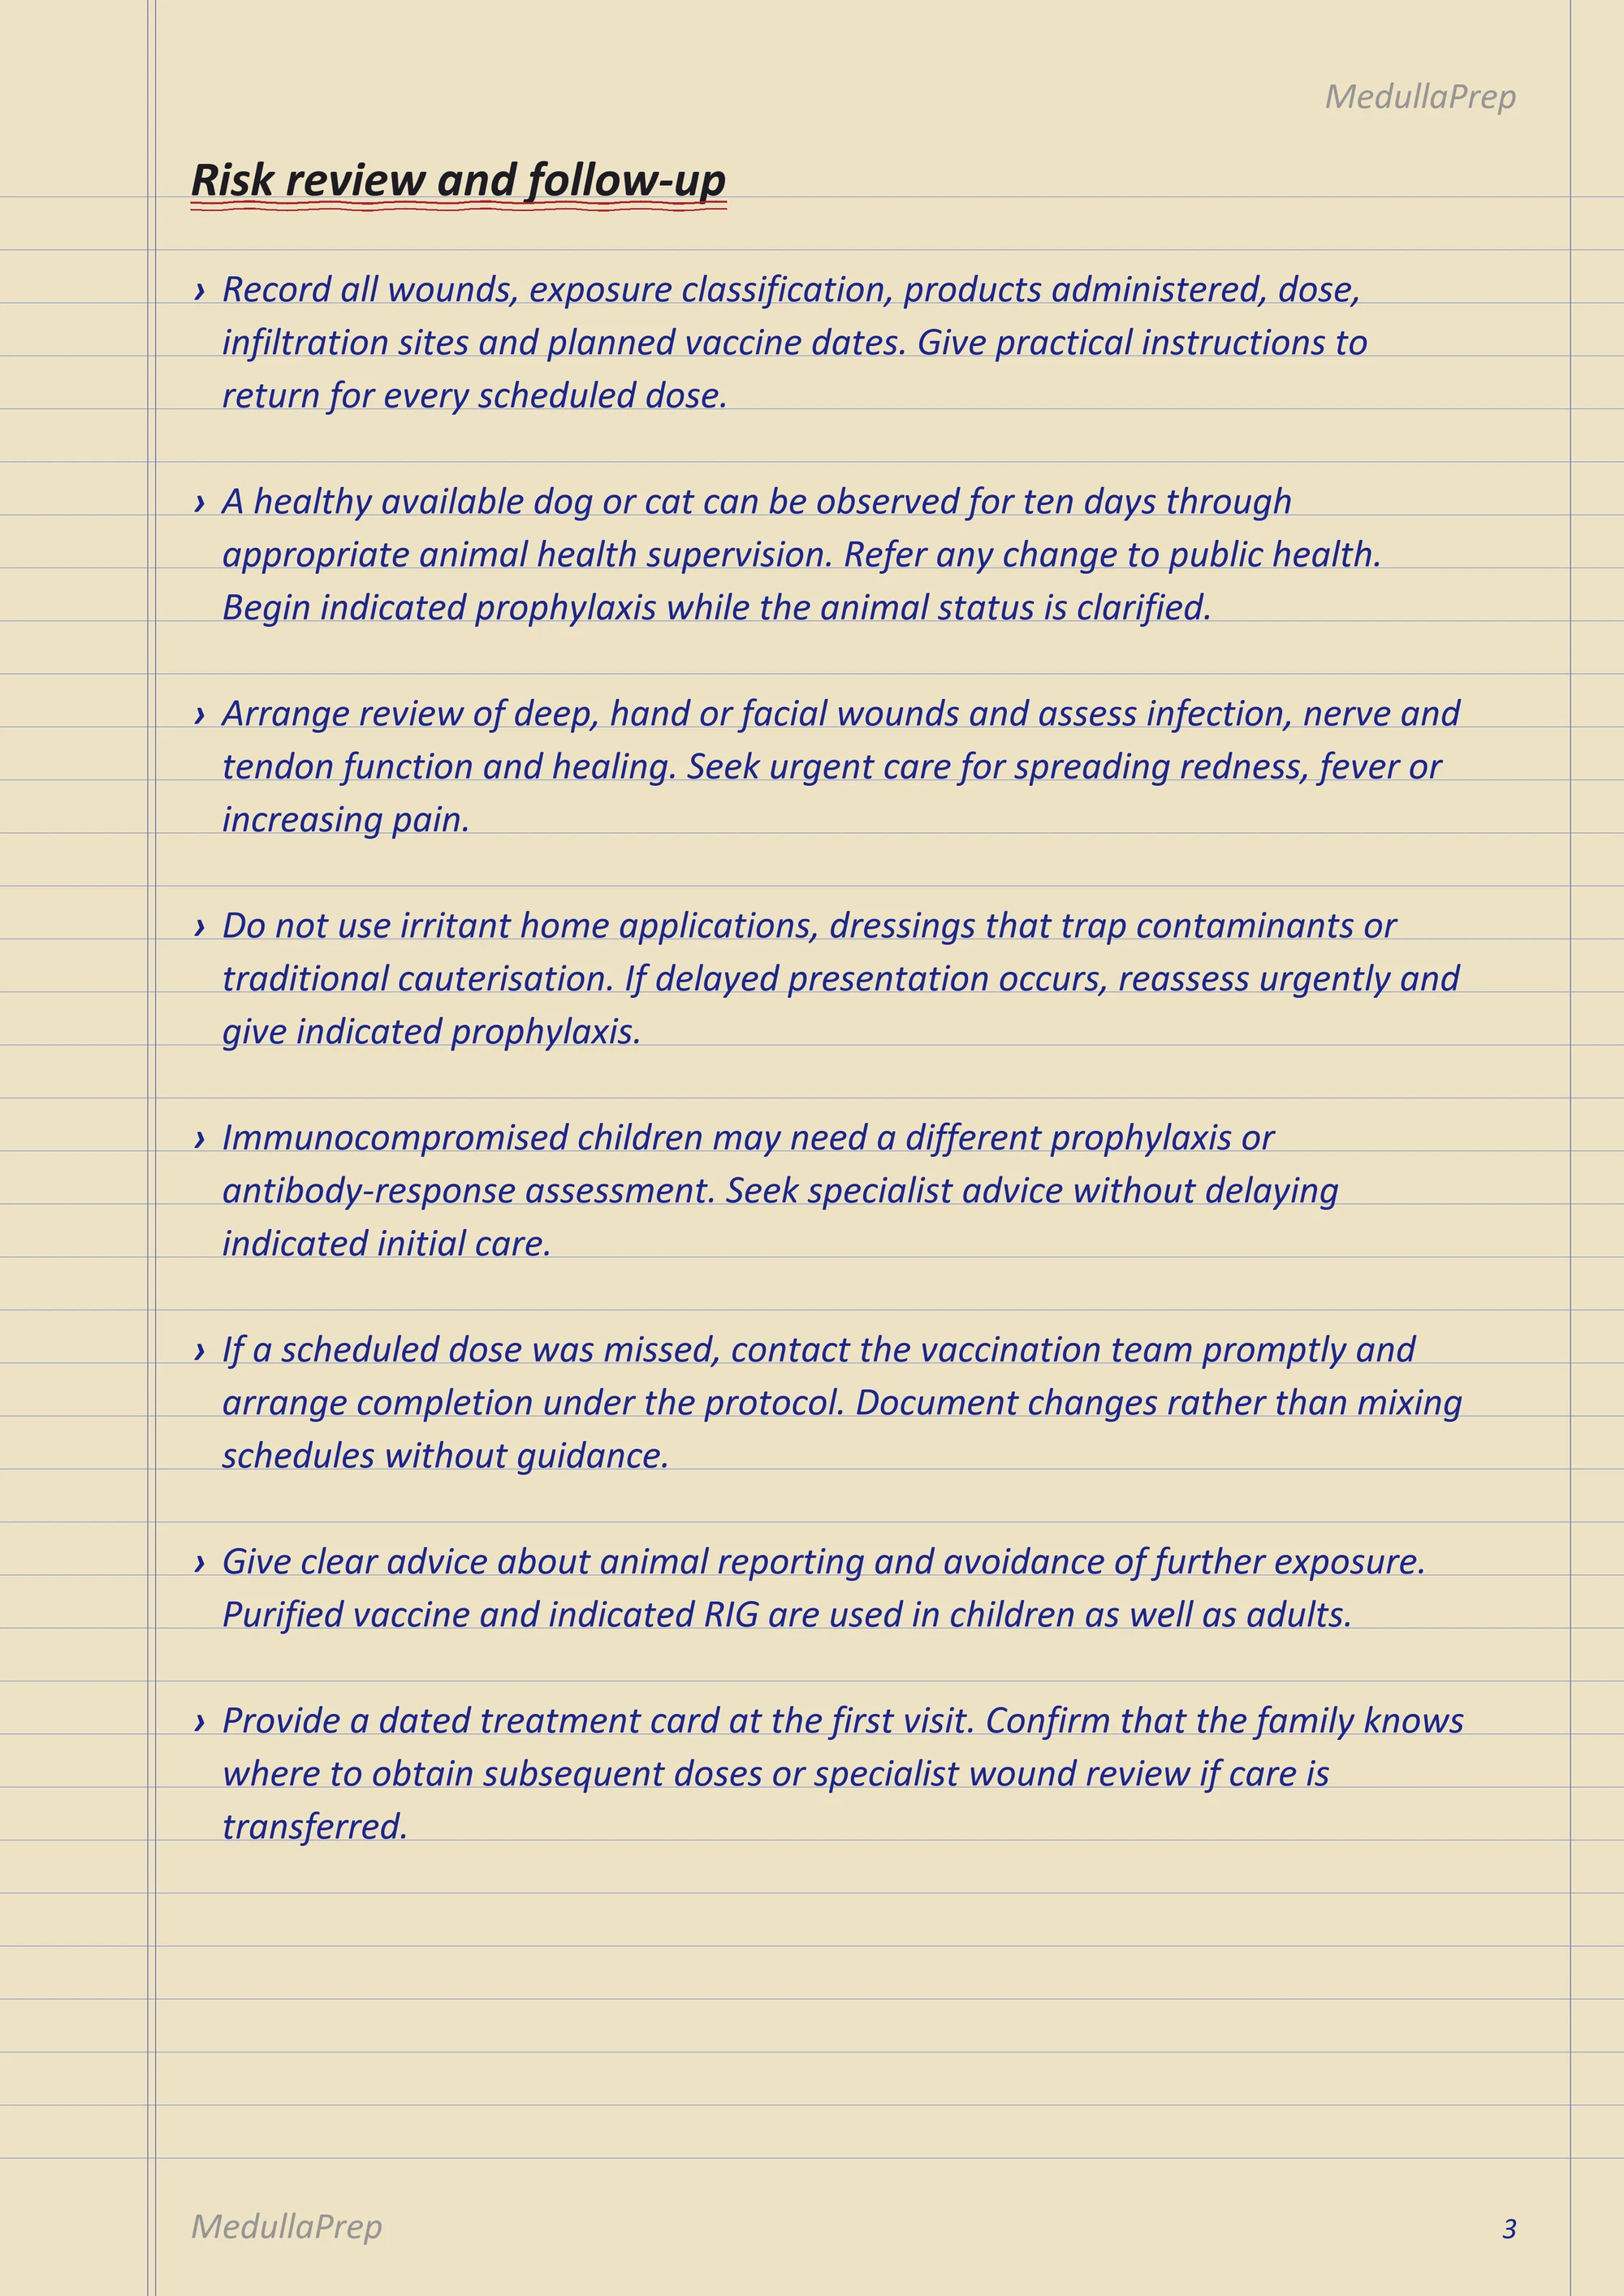 MedullaPrep
Risk review and follow-up
› Record all wounds, exposure classification, products administered, dose,
infiltration sites and planned vaccine dates. Give practical instructions to
return for every scheduled dose.
› A healthy available dog or cat can be observed for ten days through
appropriate animal health supervision. Refer any change to public health.
Begin indicated prophylaxis while the animal status is clarified.
› Arrange review of deep, hand or facial wounds and assess infection, nerve and
tendon function and healing. Seek urgent care for spreading redness, fever or
increasing pain.
› Do not use irritant home applications, dressings that trap contaminants or
traditional cauterisation. If delayed presentation occurs, reassess urgently and
give indicated prophylaxis.
› Immunocompromised children may need a different prophylaxis or
antibody-response assessment. Seek specialist advice without delaying
indicated initial care.
› If a scheduled dose was missed, contact the vaccination team promptly and
arrange completion under the protocol. Document changes rather than mixing
schedules without guidance.
› Give clear advice about animal reporting and avoidance of further exposure.
Purified vaccine and indicated RIG are used in children as well as adults.
› Provide a dated treatment card at the first visit. Confirm that the family knows
where to obtain subsequent doses or specialist wound review if care is
transferred.
MedullaPrep
3